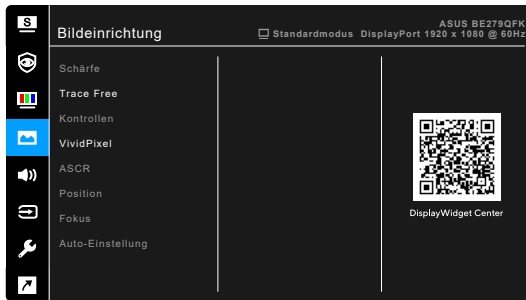 S
Bildeinrichtung
ASUS BE279QFK
Standardmodus DisplayPort 1920 x 1080 @ 60Hz
Schärfe
Trace Free
Kontrollen
VividPixel
ASCR
Position
Fokus
Auto-Einstellung
DisplayWidget Center